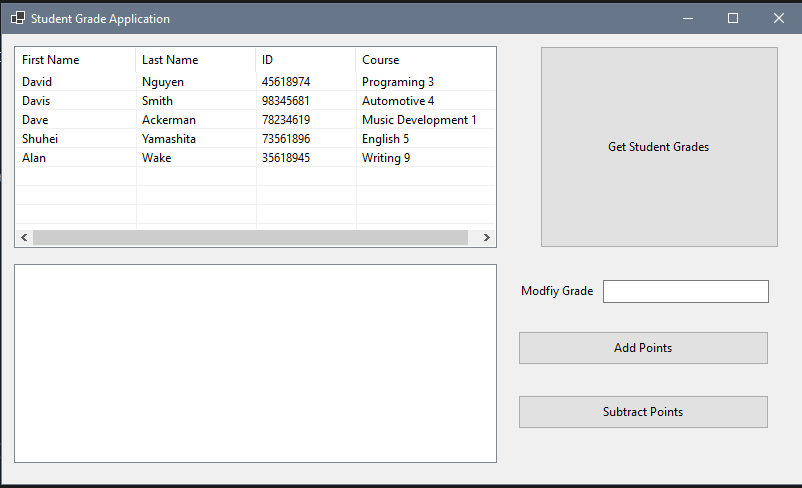 Student Grade Application
First Name Last Name ID Course
David Nguyen 45618974 Programing 3
Davis Smith 98345681 Automotive 4
Dave Ackerman 78234619 Music Development 1
Shuhei Yamashita 73561896 English 5
Alan Wake 35618945 Writing 9
Get Student Grades
Modfiy Grade
Add Points
Subtract Points